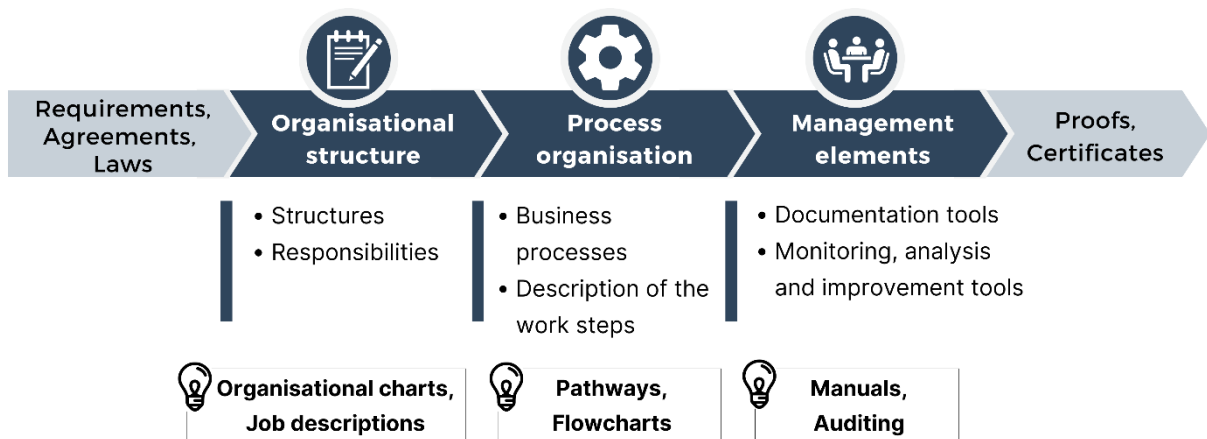 Requirements,
Agreements,
Laws
Organisational
structure
Process
organisation
Management
elements
Proofs,
Certificates
• Structures
• Responsibilities
• Business
processes
• Description of the
work steps
• Documentation tools
• Monitoring, analysis
and improvement tools
Organisational charts,
Job descriptions
Pathways,
Flowcharts
Manuals,
Auditing